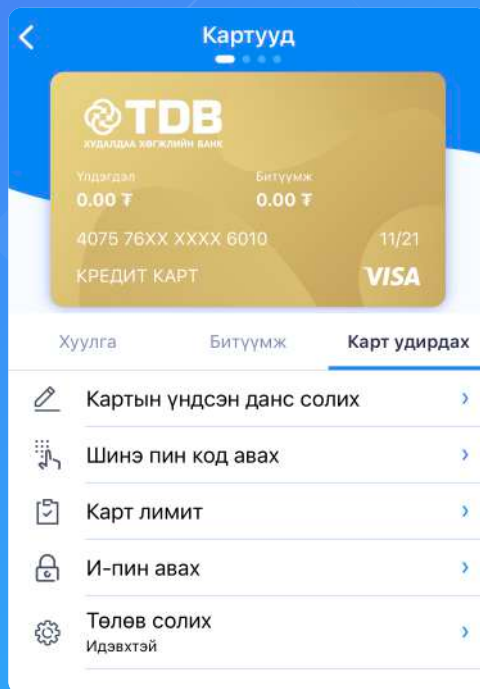 Картууд
TDB
ХУДАЛДАА ХӨГЖЛИЙН БАНК
Үлдэгдэл Битүүмж
0.00 ₮ 0.00 ₮
4075 76XX XXXX 6010 11/21
КРЕДИТ КАРТ VISA
Хуулга Битүүмж Карт удирдах
Картын үндсэн данс солих
Шинэ пин код авах
Карт лимит
И-пин авах
Төлөв солих
Идэвхтэй